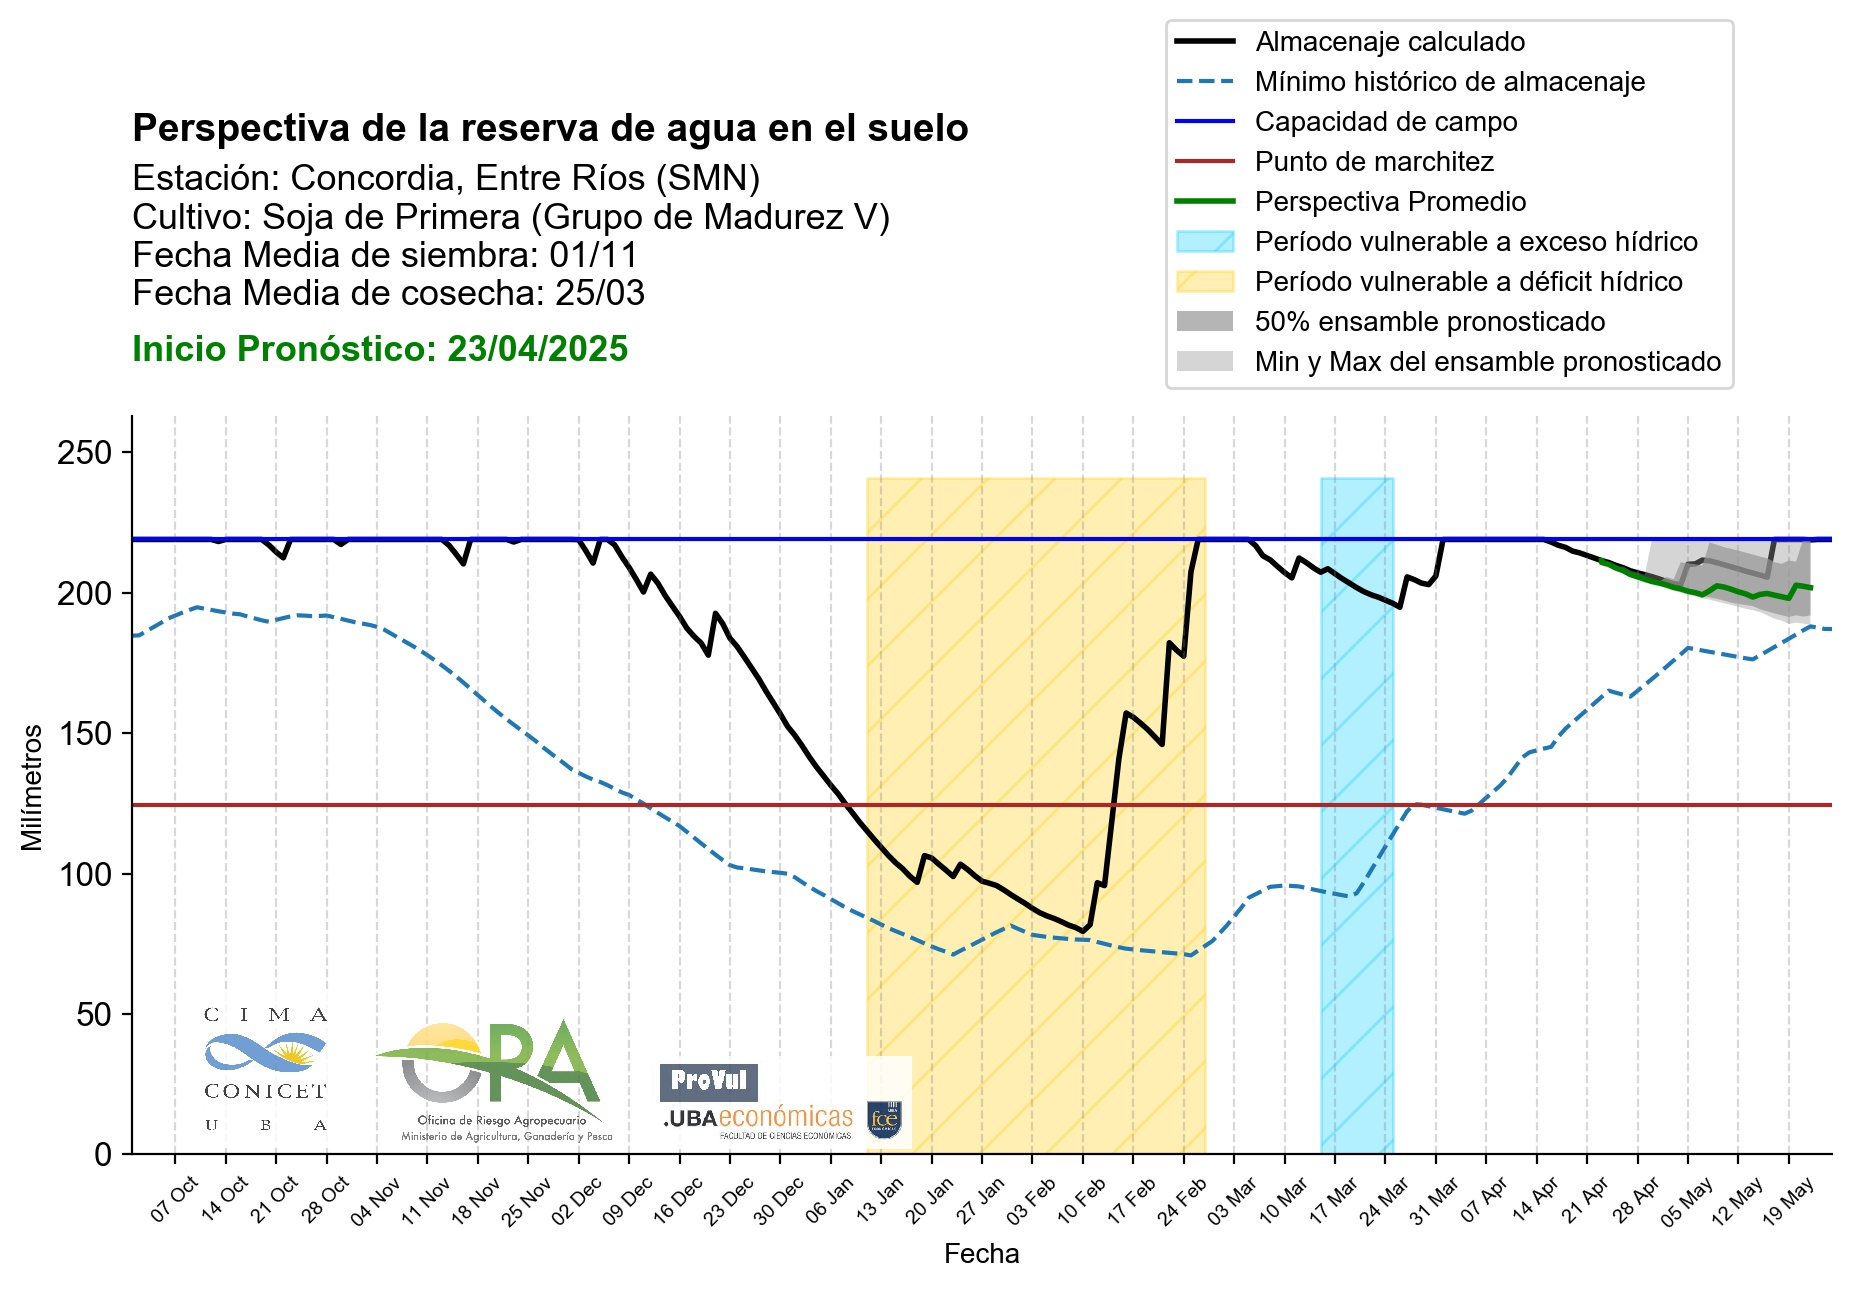 Almacenaje calculado
Mínimo histórico de almacenaje
Capacidad de campo
Punto de marchitez
Perspectiva Promedio
Período vulnerable a exceso hídrico
Período vulnerable a déficit hídrico
50% ensamble pronosticado
Min y Max del ensamble pronosticado
Perspectiva de la reserva de agua en el suelo
Estación: Concordia, Entre Ríos (SMN)
Cultivo: Soja de Primera (Grupo de Madurez V)
Fecha Media de siembra: 01/11
Fecha Media de cosecha: 25/03
Inicio Pronóstico: 23/04/2025
250
200
150
100
50
0
Milímetros
CIMA
CONICET
UBA
OPA
Oficina de Riesgo Agropecuario
Ministerio de Agricultura, Ganadería y Pesca
ProVul
.UBAeconómicas
FACULTAD DE CIENCIAS ECONÓMICAS
UBA
fce
07 Oct
14 Oct
21 Oct
28 Oct
04 Nov
11 Nov
18 Nov
25 Nov
02 Dec
09 Dec
16 Dec
23 Dec
30 Dec
06 Jan
13 Jan
20 Jan
27 Jan
03 Feb
10 Feb
17 Feb
24 Feb
03 Mar
10 Mar
17 Mar
24 Mar
31 Mar
07 Apr
14 Apr
21 Apr
28 Apr
05 May
12 May
19 May
Fecha